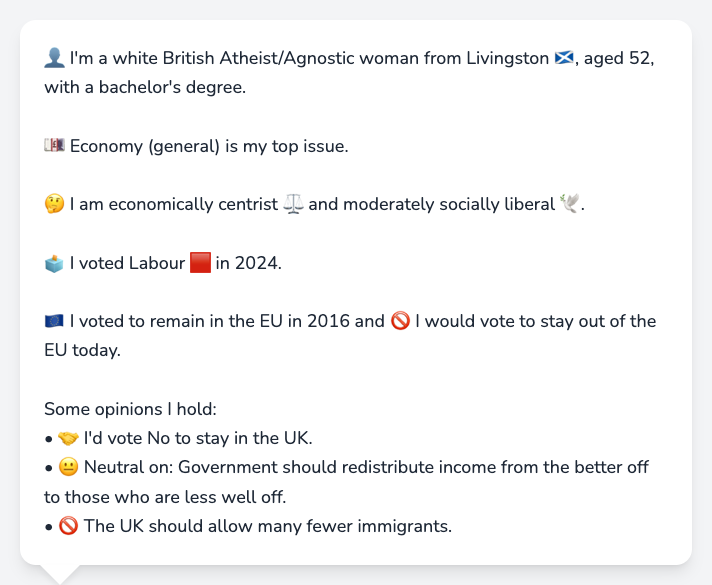 👤 I'm a white British Atheist/Agnostic woman from Livingston 🏴󠁧󠁢󠁳󠁣󠁴󠁿, aged 52,
with a bachelor's degree.
💷 Economy (general) is my top issue.
🤔 I am economically centrist ⚖️ and moderately socially liberal 🕊️.
🗳️ I voted Labour 🟥 in 2024.
🇪🇺 I voted to remain in the EU in 2016 and 🚫 I would vote to stay out of the
EU today.
Some opinions I hold:
• 🤝 I'd vote No to stay in the UK.
• 😐 Neutral on: Government should redistribute income from the better off
to those who are less well off.
• 🚫 The UK should allow many fewer immigrants.